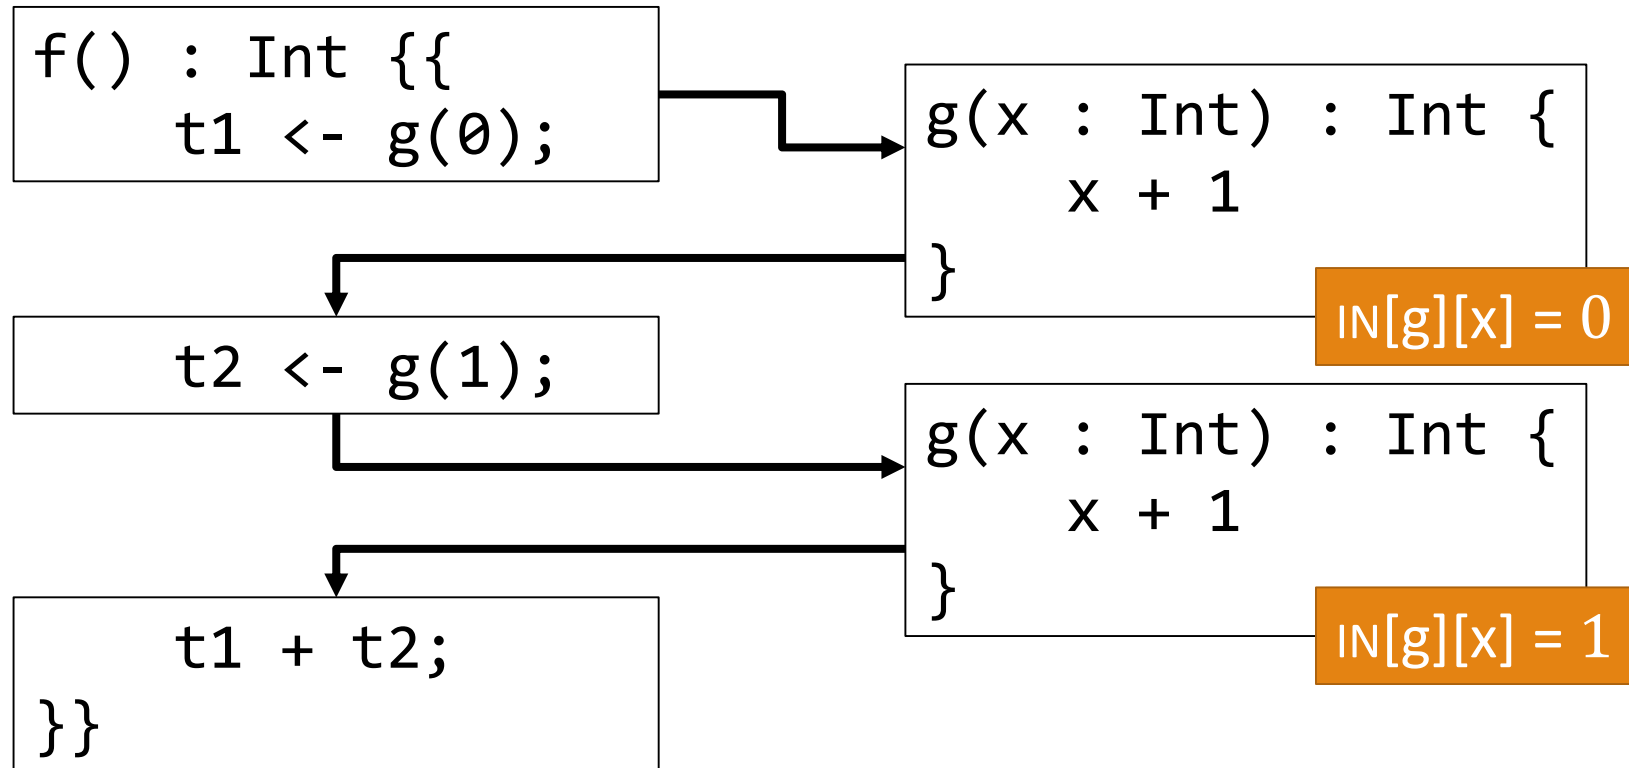 f() : Int {{
t1 <- g(0);
g(x : Int) : Int {
x + 1
}
IN[g][x] = 0
t2 <- g(1);
g(x : Int) : Int {
x + 1
}
IN[g][x] = 1
t1 + t2;
}}